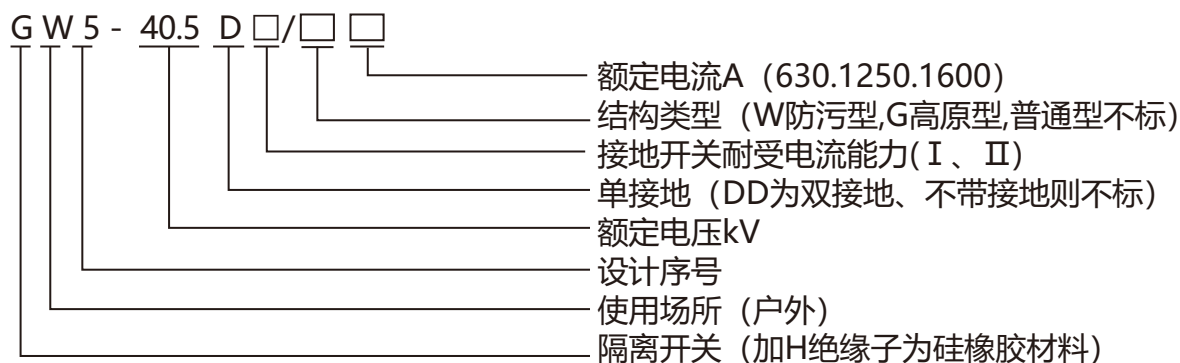 G W 5 - 40.5 D □/□ □
额定电流A（630.1250.1600）
结构类型（W防污型,G高原型,普通型不标）
接地开关耐受电流能力(Ⅰ、Ⅱ)
单接地（DD为双接地、不带接地则不标）
额定电压kV
设计序号
使用场所（户外）
隔离开关（加H绝缘子为硅橡胶材料）